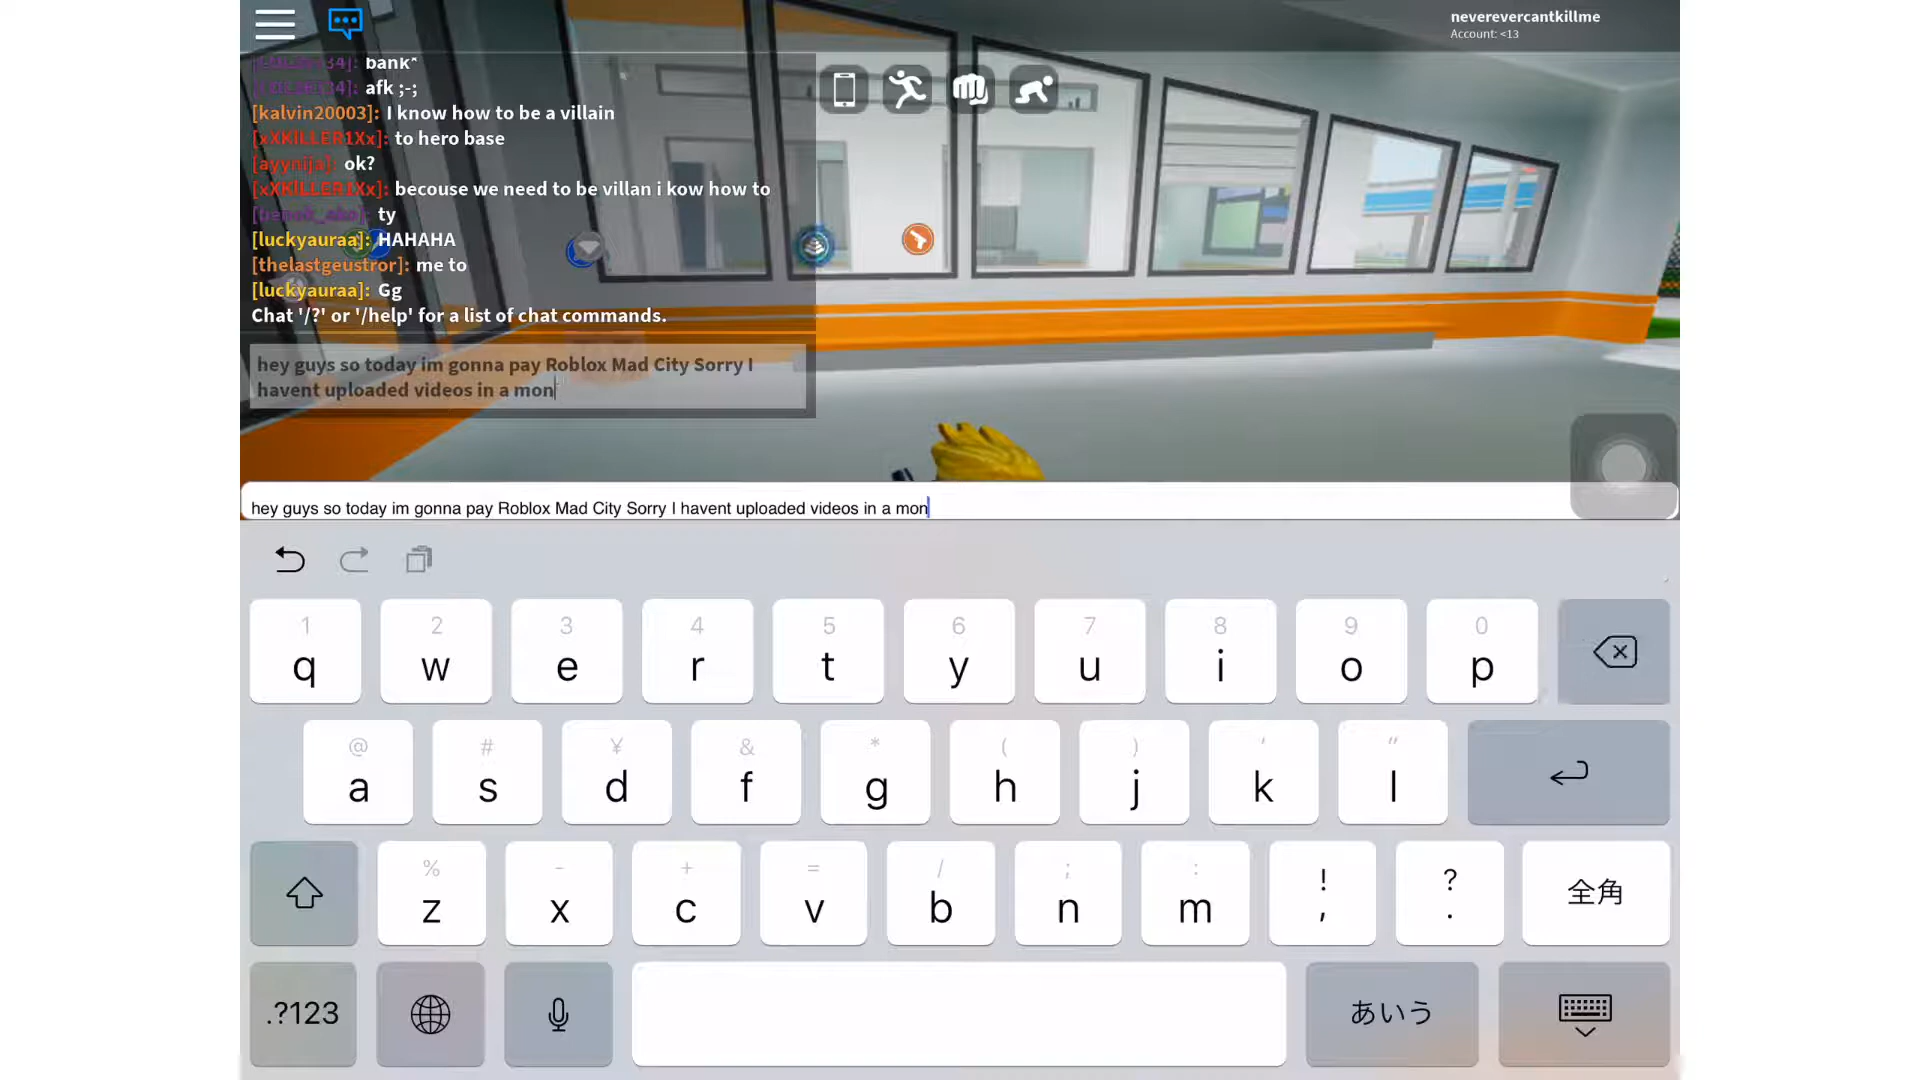 neverevercantkillme
Account: <13
bank^
afk ;-;
[kalvin20003]: I know how to be a villain
[xXKILLER1Xx]: to hero base
[ayynija]: ok?
[xXKILLER1Xx]: becouse we need to be villan i kow how to
ty
[luckyauraa]: HAHAHA
[thelastgeustror]: me to
[luckyauraa]: Gg
Chat '/?' or '/help' for a list of chat commands.
hey guys so today im gonna pay Roblox Mad City Sorry I
havent uploaded videos in a mon
hey guys so today im gonna pay Roblox Mad City Sorry I havent uploaded videos in a mon
1 2 3 4 5 6 7 8 9 0
q w e r t y u i o p
@ # ¥ & * ( ) ' "
a s d f g h j k l
% - + = / ; : ! ?
z x c v b n m , . 全角
.?123 あいう